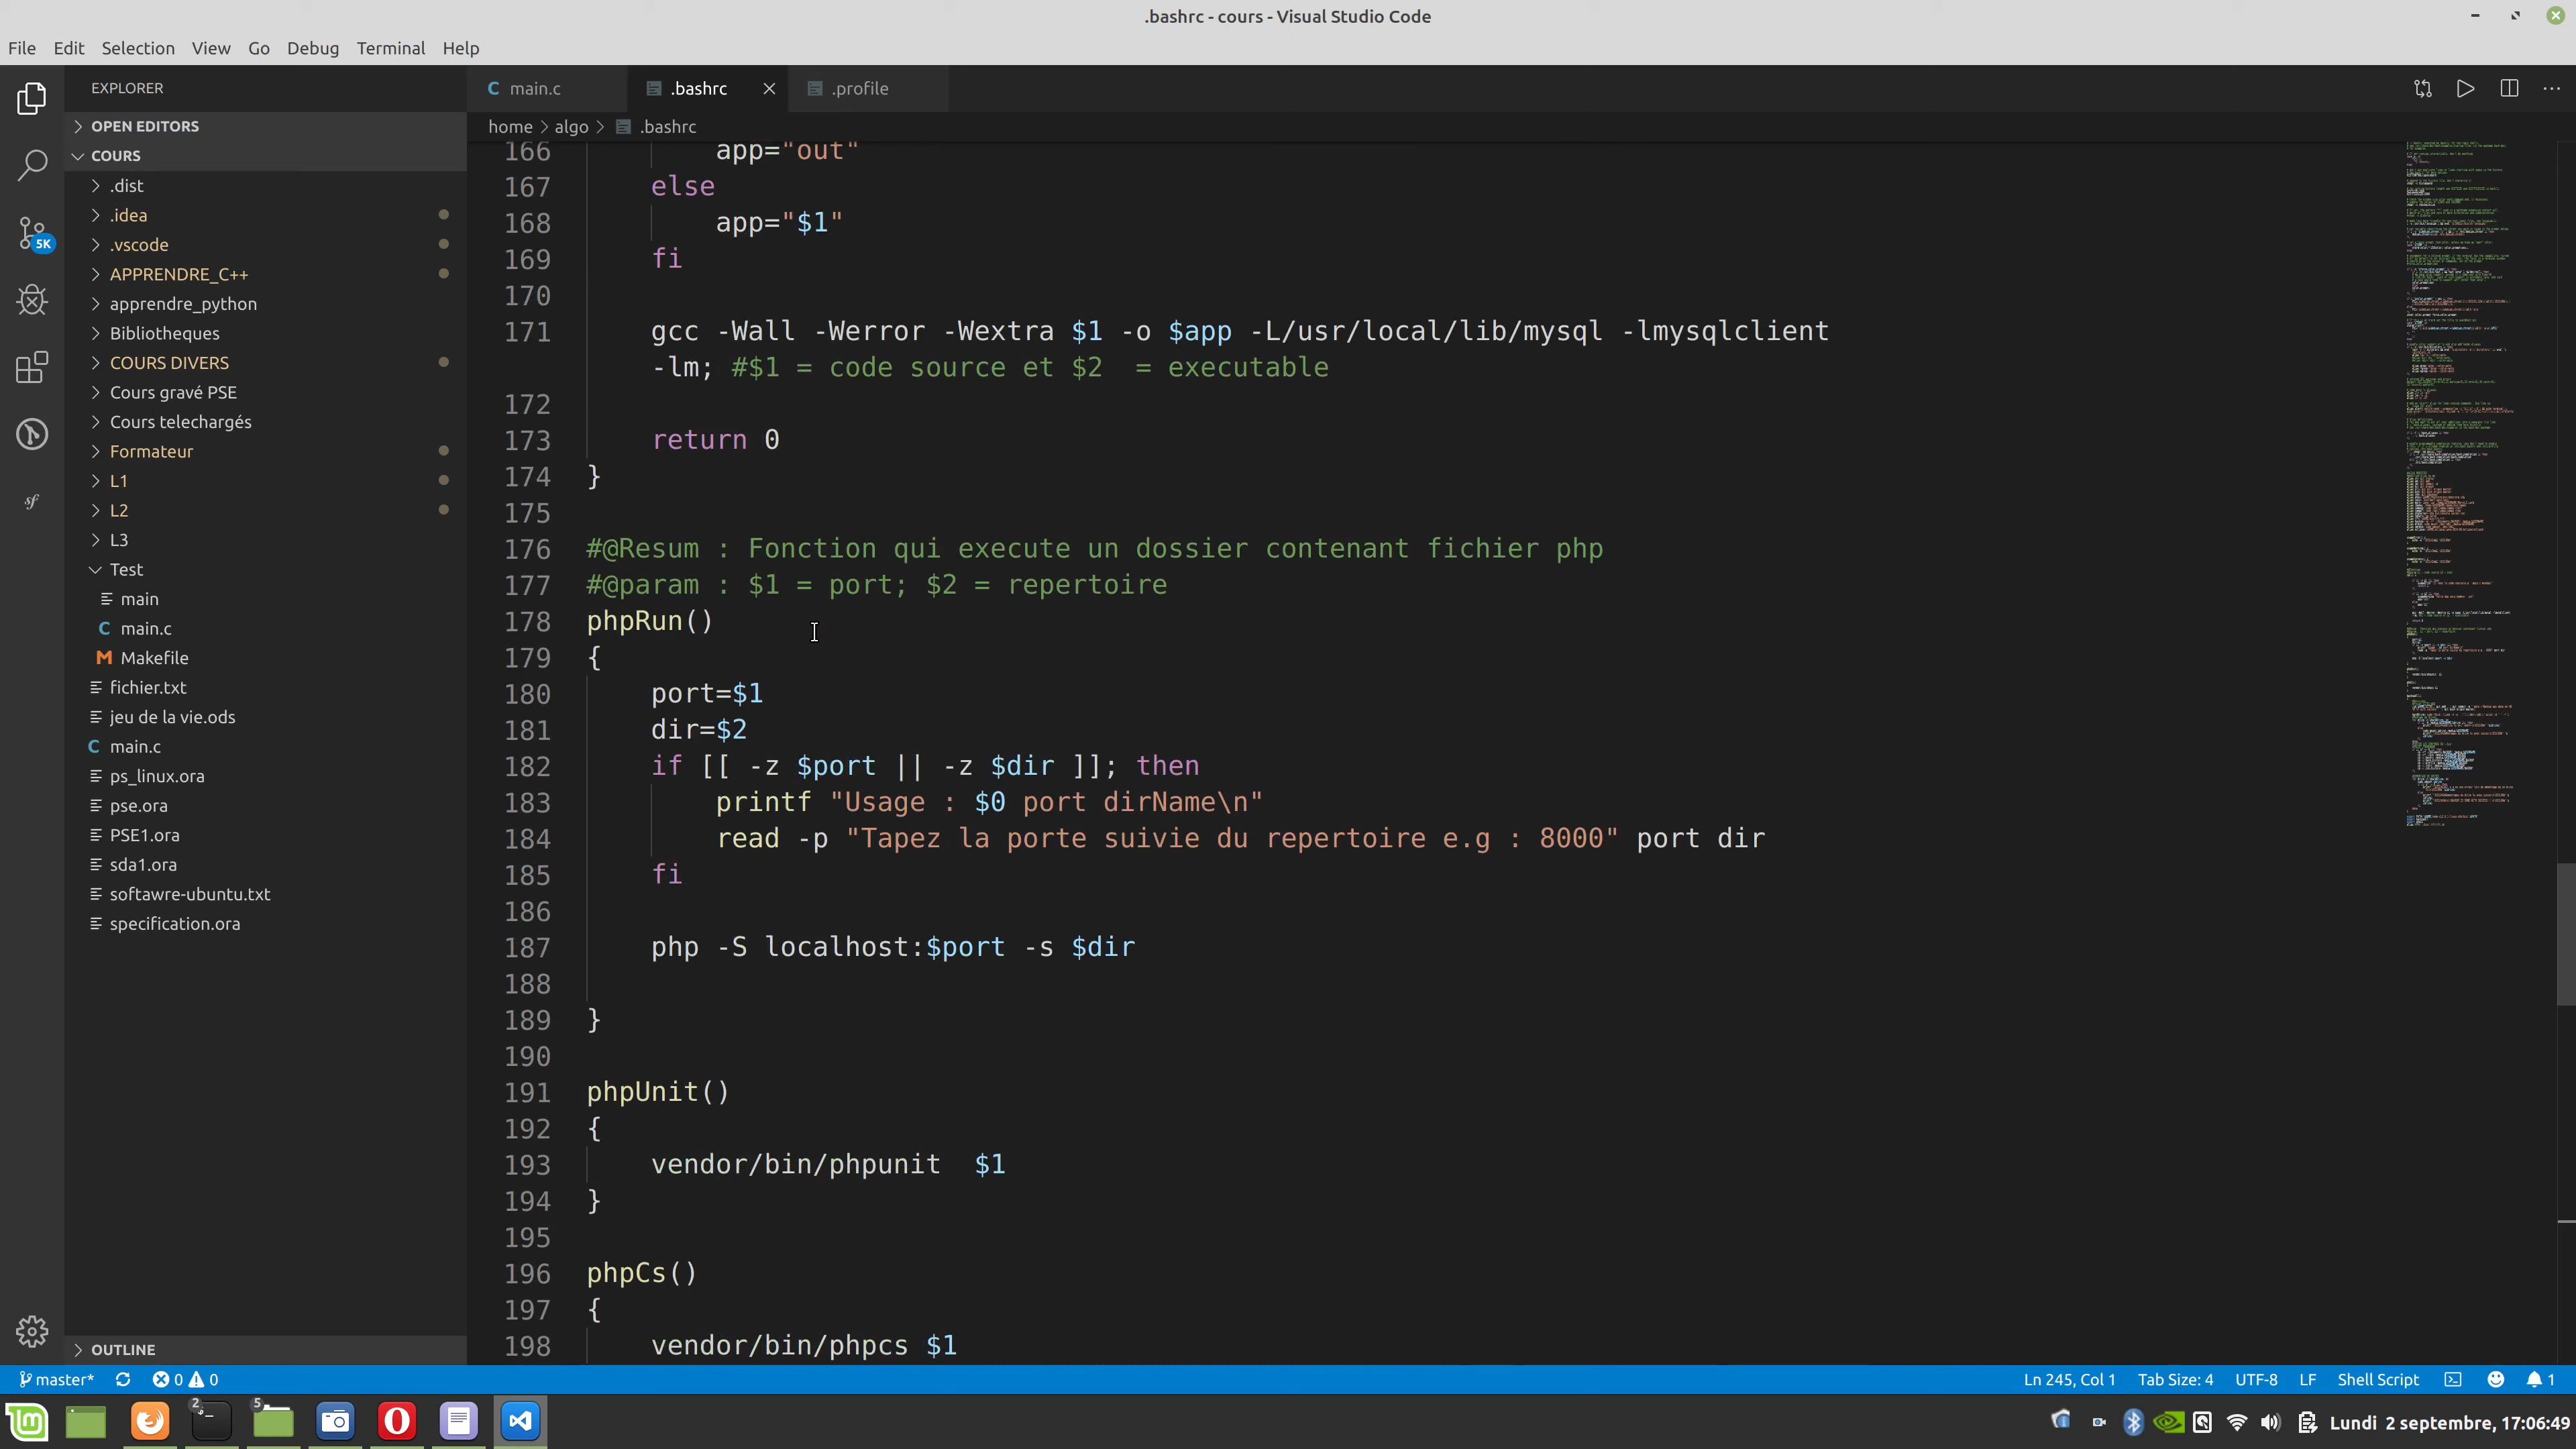 .bashrc - cours - Visual Studio Code
File Edit Selection View Go Debug Terminal Help
EXPLORER
OPEN EDITORS
COURS
.dist
.idea
.vscode
APPRENDRE_C++
apprendre_python
Bibliotheques
COURS DIVERS
Cours gravé PSE
Cours telechargés
Formateur
L1
L2
L3
Test
main
C main.c
M Makefile
fichier.txt
jeu de la vie.ods
C main.c
ps_linux.ora
pse.ora
PSE1.ora
sda1.ora
softawre-ubuntu.txt
specification.ora
OUTLINE
5K
C main.c .bashrc .profile
home > algo > .bashrc
166 app="out"
167 else
168 app="$1"
169 fi
170
171 gcc -Wall -Werror -Wextra $1 -o $app -L/usr/local/lib/mysql -lmysqlclient
-lm; #$1 = code source et $2  = executable
172
173 return 0
174 }
175
176 #@Resum : Fonction qui execute un dossier contenant fichier php
177 #@param : $1 = port; $2 = repertoire
178 phpRun()
179 {
180 port=$1
181 dir=$2
182 if [[ -z $port || -z $dir ]]; then
183 printf "Usage : $0 port dirName\n"
184 read -p "Tapez la porte suivie du repertoire e.g : 8000" port dir
185 fi
186
187 php -S localhost:$port -s $dir
188
189 }
190
191 phpUnit()
192 {
193 vendor/bin/phpunit  $1
194 }
195
196 phpCs()
197 {
198 vendor/bin/phpcs $1
master* 0 0 Ln 245, Col 1 Tab Size: 4 UTF-8 LF Shell Script 1
2 5 Lundi 2 septembre, 17:06:49